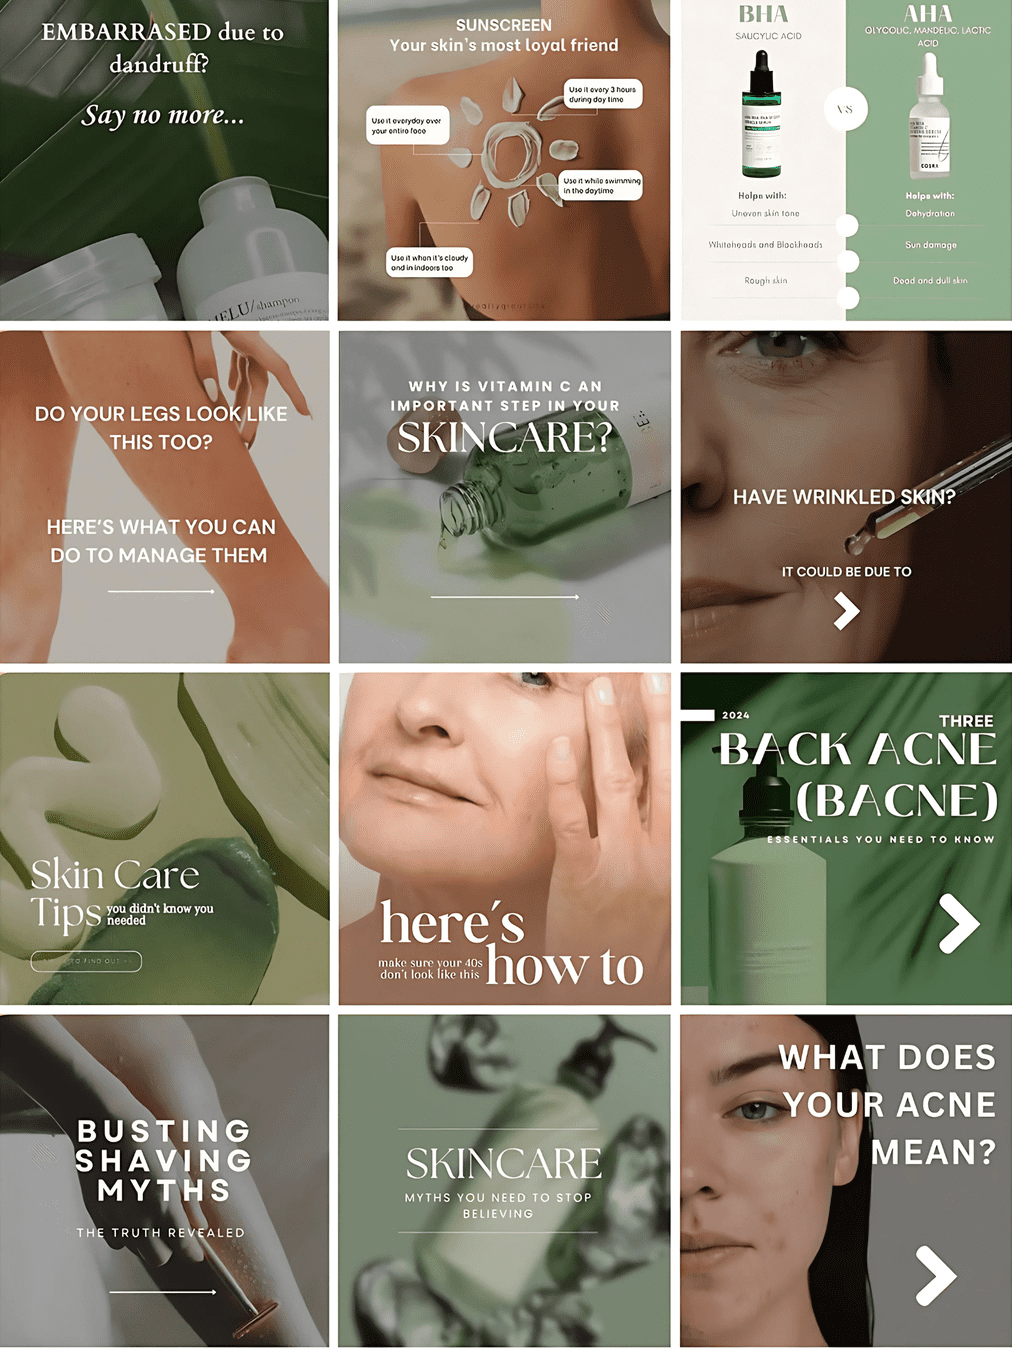 EMBARRASED due to
dandruff?
Say no more...
MELU/shampoo
SUNSCREEN
Your skin's most loyal friend
Use it every 3 hours
during day time
Use it everyday over
your entire face
Use it while swimming
in the daytime
Use it when it's cloudy
and in indoors too
BHA
SALICYLIC ACID
VS
AHA
GLYCOLIC, MANDELIC, LACTIC
ACID
COSRX
Helps with:
Uneven skin tone
Whiteheads and Blackheads
Rough skin
Helps with:
Dehydration
Sun damage
Dead and dull skin
DO YOUR LEGS LOOK LIKE
THIS TOO?
HERE'S WHAT YOU CAN
DO TO MANAGE THEM
WHY IS VITAMIN C AN
IMPORTANT STEP IN YOUR
SKINCARE?
HAVE WRINKLED SKIN?
IT COULD BE DUE TO
Skin Care
Tips you didn't know you
needed
TO FIND OUT
here's
make sure your 40s
don't look like this
how to
2024
THREE
BACK ACNE
(BACNE)
ESSENTIALS YOU NEED TO KNOW
BUSTING
SHAVING
MYTHS
THE TRUTH REVEALED
SKINCARE
MYTHS YOU NEED TO STOP
BELIEVING
WHAT DOES
YOUR ACNE
MEAN?